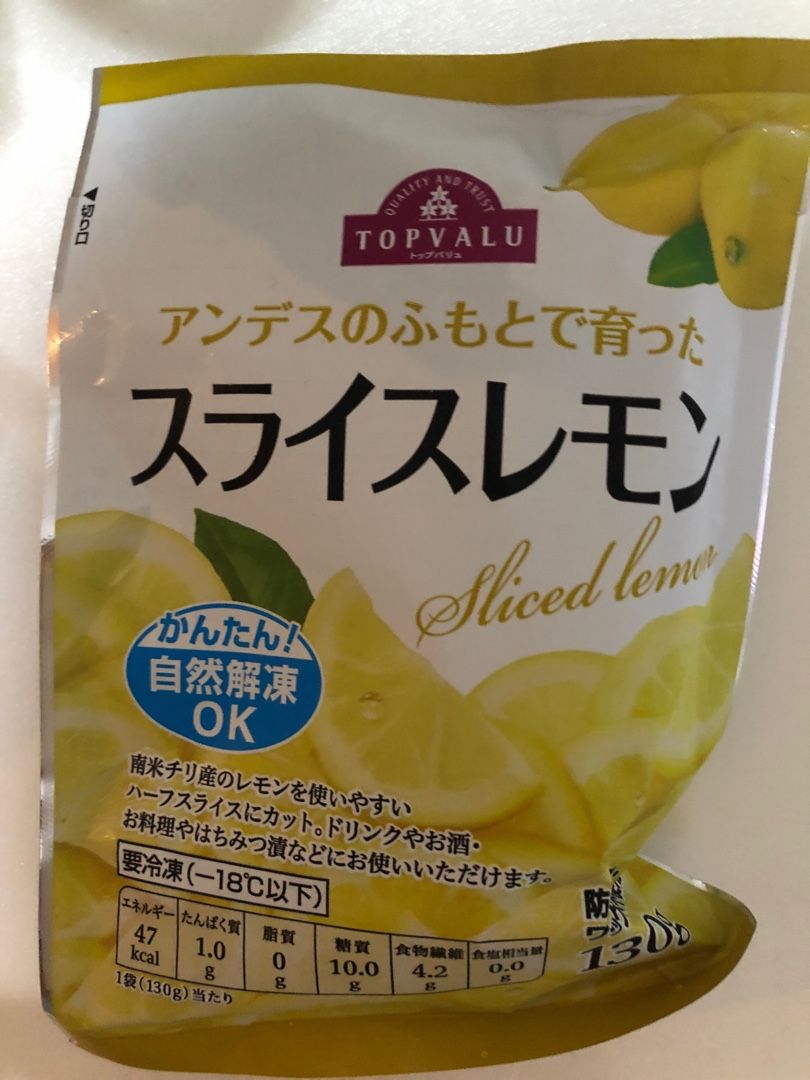 QUALITY AND TRUST
TOPVALU
トップバリュ
切り口
アンデスのふもとで育った
スライスレモン
Sliced lemon
かんたん!
自然解凍
OK
南米チリ産のレモンを使いやすい
ハーフスライスにカット。ドリンクやお酒・
お料理やはちみつ漬などにお使いいただけます。
要冷凍(−18℃以下)
エネルギー 47 kcal
たんぱく質 1.0 g
脂質 0 g
糖質 10.0 g
食物繊維 4.2 g
食塩相当量 0.0 g
1袋(130g)当たり
防
130g